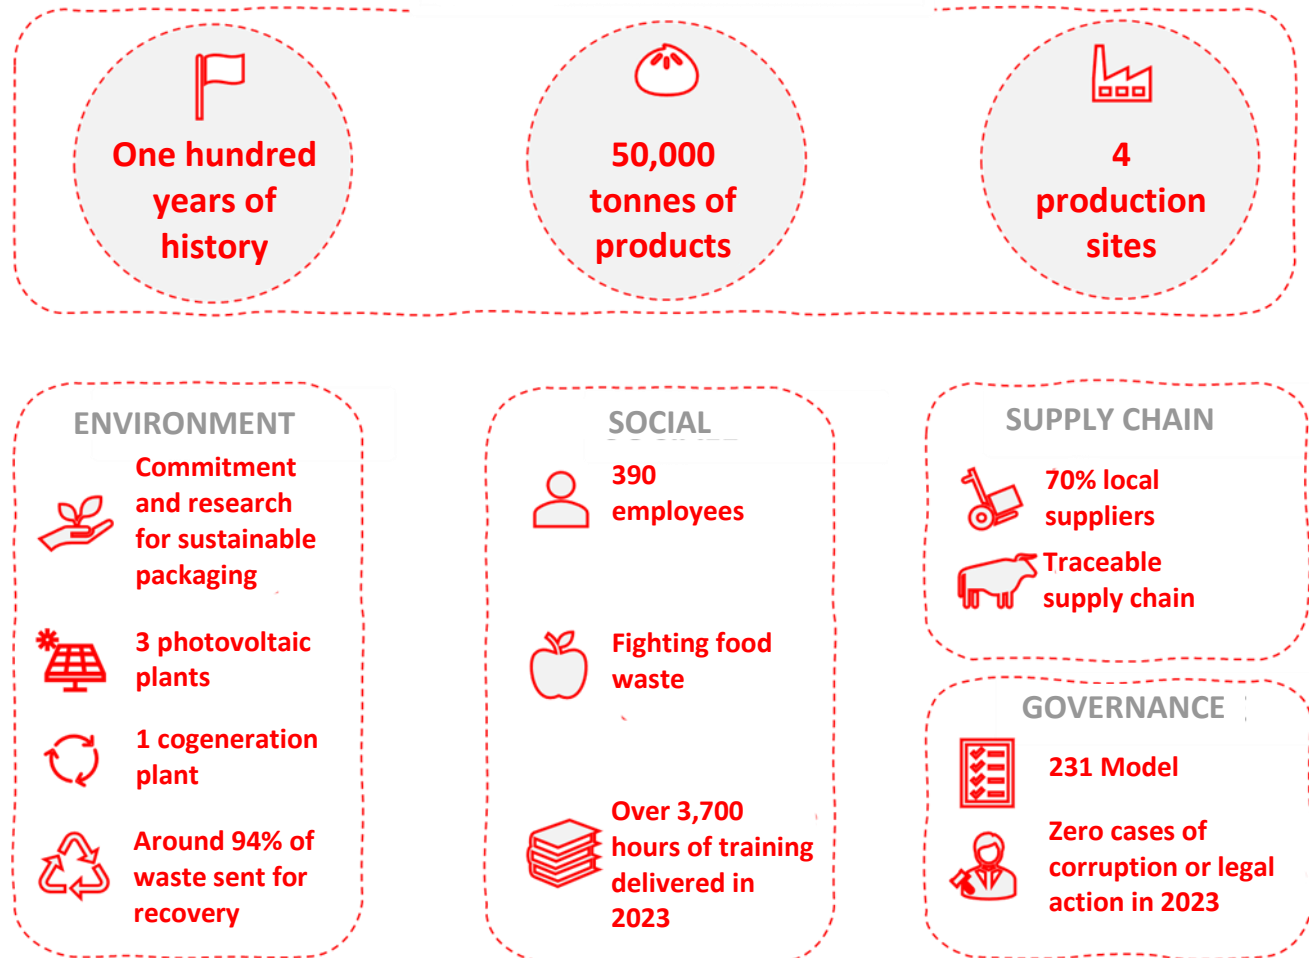 One hundred
years of
history
50,000
tonnes of
products
4
production
sites
ENVIRONMENT
Commitment
and research
for sustainable
packaging
3 photovoltaic
plants
1 cogeneration
plant
Around 94% of
waste sent for
recovery
SOCIAL
390
employees
Fighting food
waste
Over 3,700
hours of training
delivered in
2023
SUPPLY CHAIN
70% local
suppliers
Traceable
supply chain
GOVERNANCE
231 Model
Zero cases of
corruption or legal
action in 2023